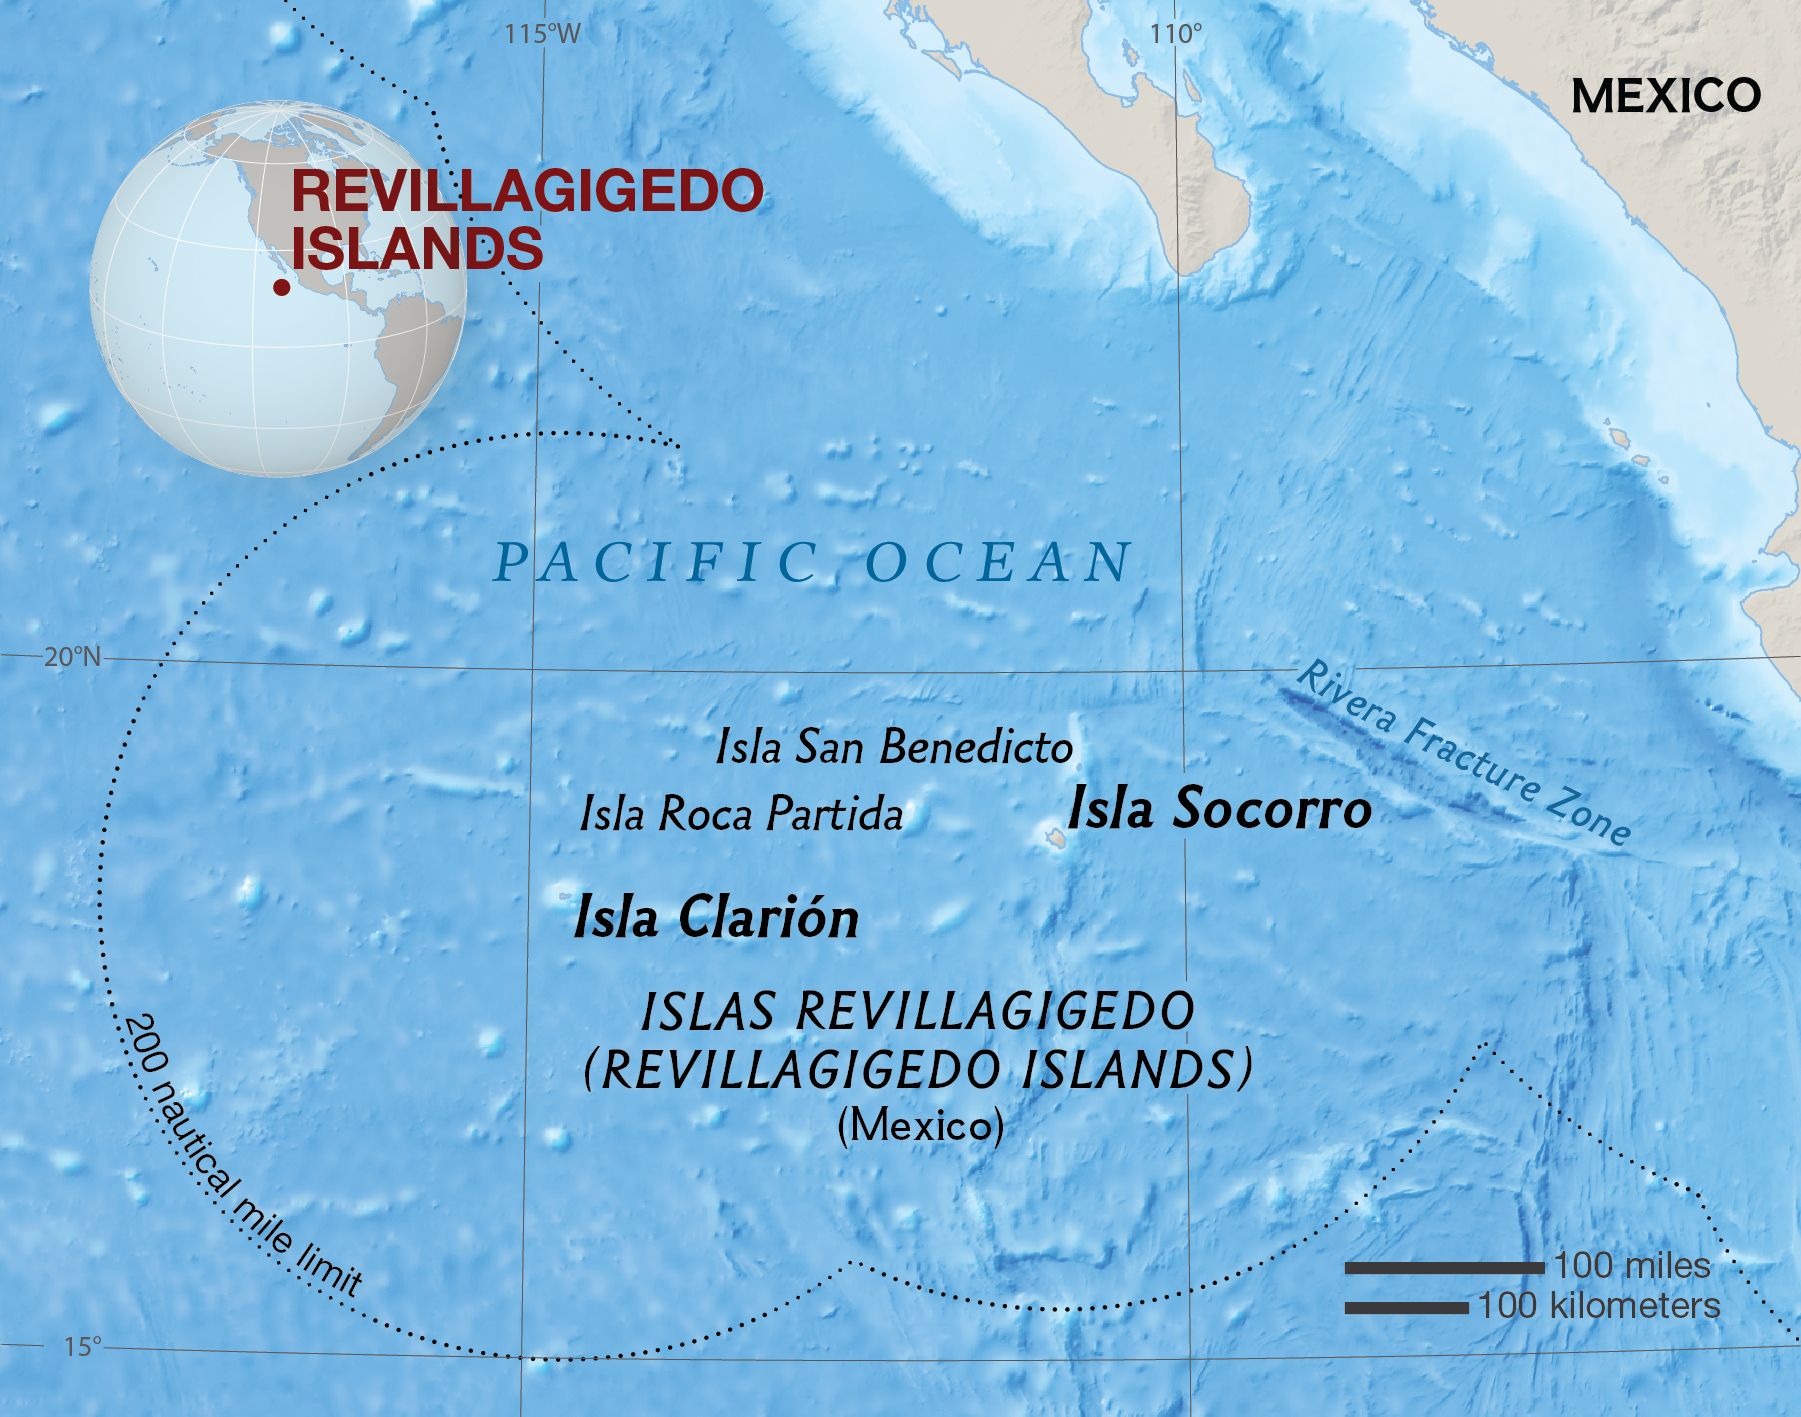 115°W
110°
MEXICO
REVILLAGIGEDO
ISLANDS
PACIFIC OCEAN
20°N
Rivera Fracture Zone
Isla San Benedicto
Isla Socorro
Isla Roca Partida
Isla Clarión
ISLAS REVILLAGIGEDO
(REVILLAGIGEDO ISLANDS)
(Mexico)
200 nautical mile limit
100 miles
100 kilometers
15°